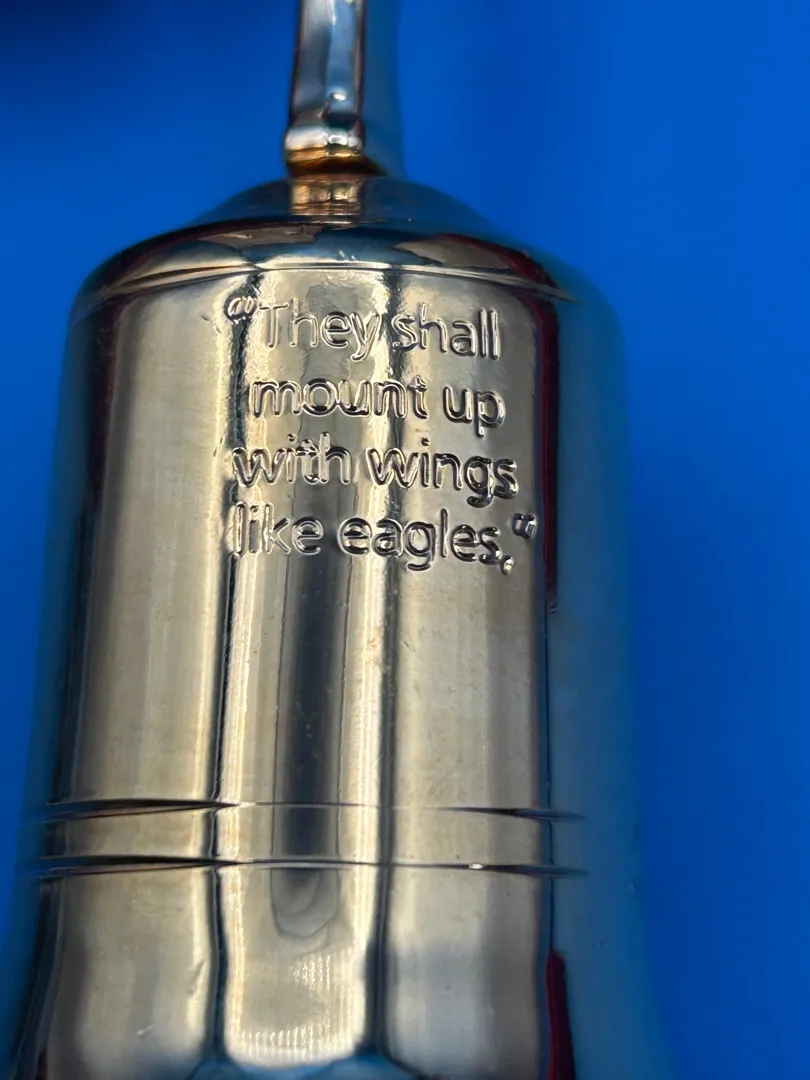 “They shall
mount up
with wings
like eagles.“